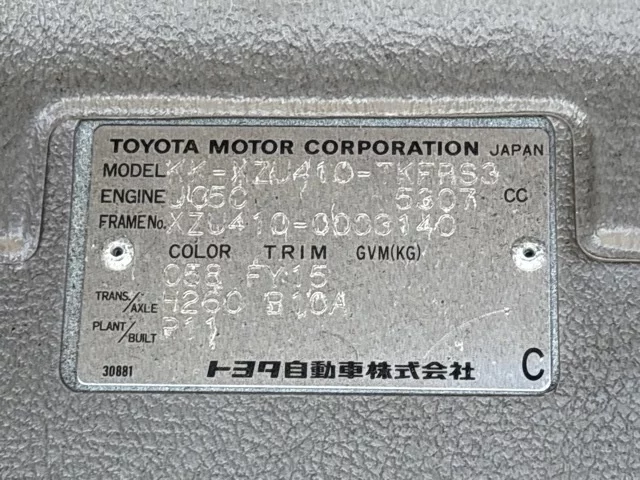 TOYOTA MOTOR CORPORATION JAPAN
MODEL KK-XZU410-TKFRS3
ENGINE J05C 5307 CC
FRAME No. XZU410-0003140
COLOR TRIM GVM(KG)
058 FM15
TRANS./AXLE H260 B10A
PLANT/BUILT P11
30881 トヨタ自動車株式会社 C